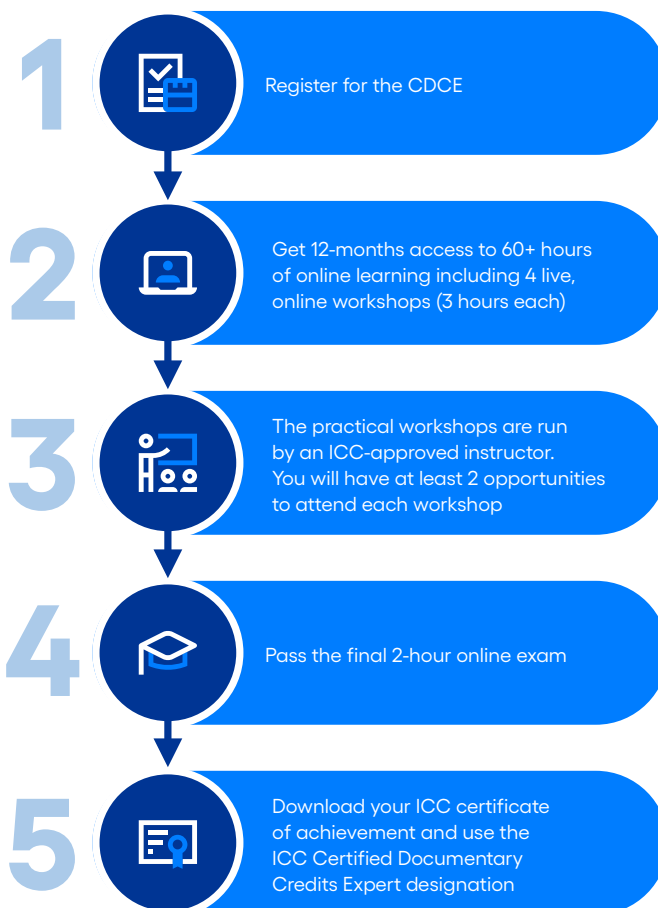 1
Register for the CDCE
2
Get 12-months access to 60+ hours
of online learning including 4 live,
online workshops (3 hours each)
3
The practical workshops are run
by an ICC-approved instructor.
You will have at least 2 opportunities
to attend each workshop
4
Pass the final 2-hour online exam
5
Download your ICC certificate
of achievement and use the
ICC Certified Documentary
Credits Expert designation